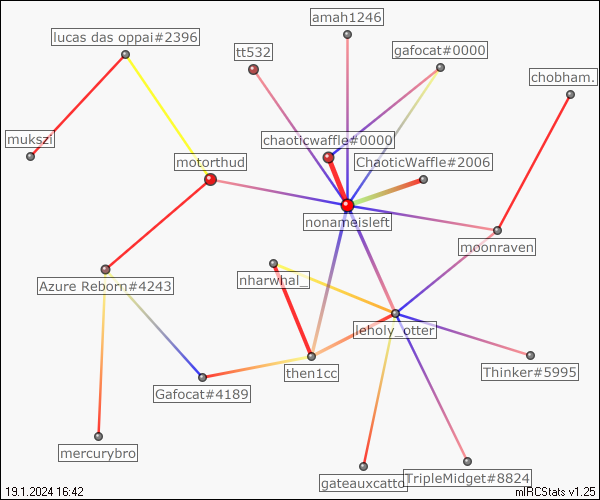 amah1246
lucas das oppai#2396
tt532
gafocat#0000
chobham.
mukszi
chaoticwaffle#0000
motorthud
ChaoticWaffle#2006
nonameisleft
moonraven
nharwhal_
Azure Reborn#4243
leholy_otter
then1cc
Thinker#5995
Gafocat#4189
mercurybro
gateauxcatto
TripleMidget#8824
19.1.2024 16:42
mIRCStats v1.25